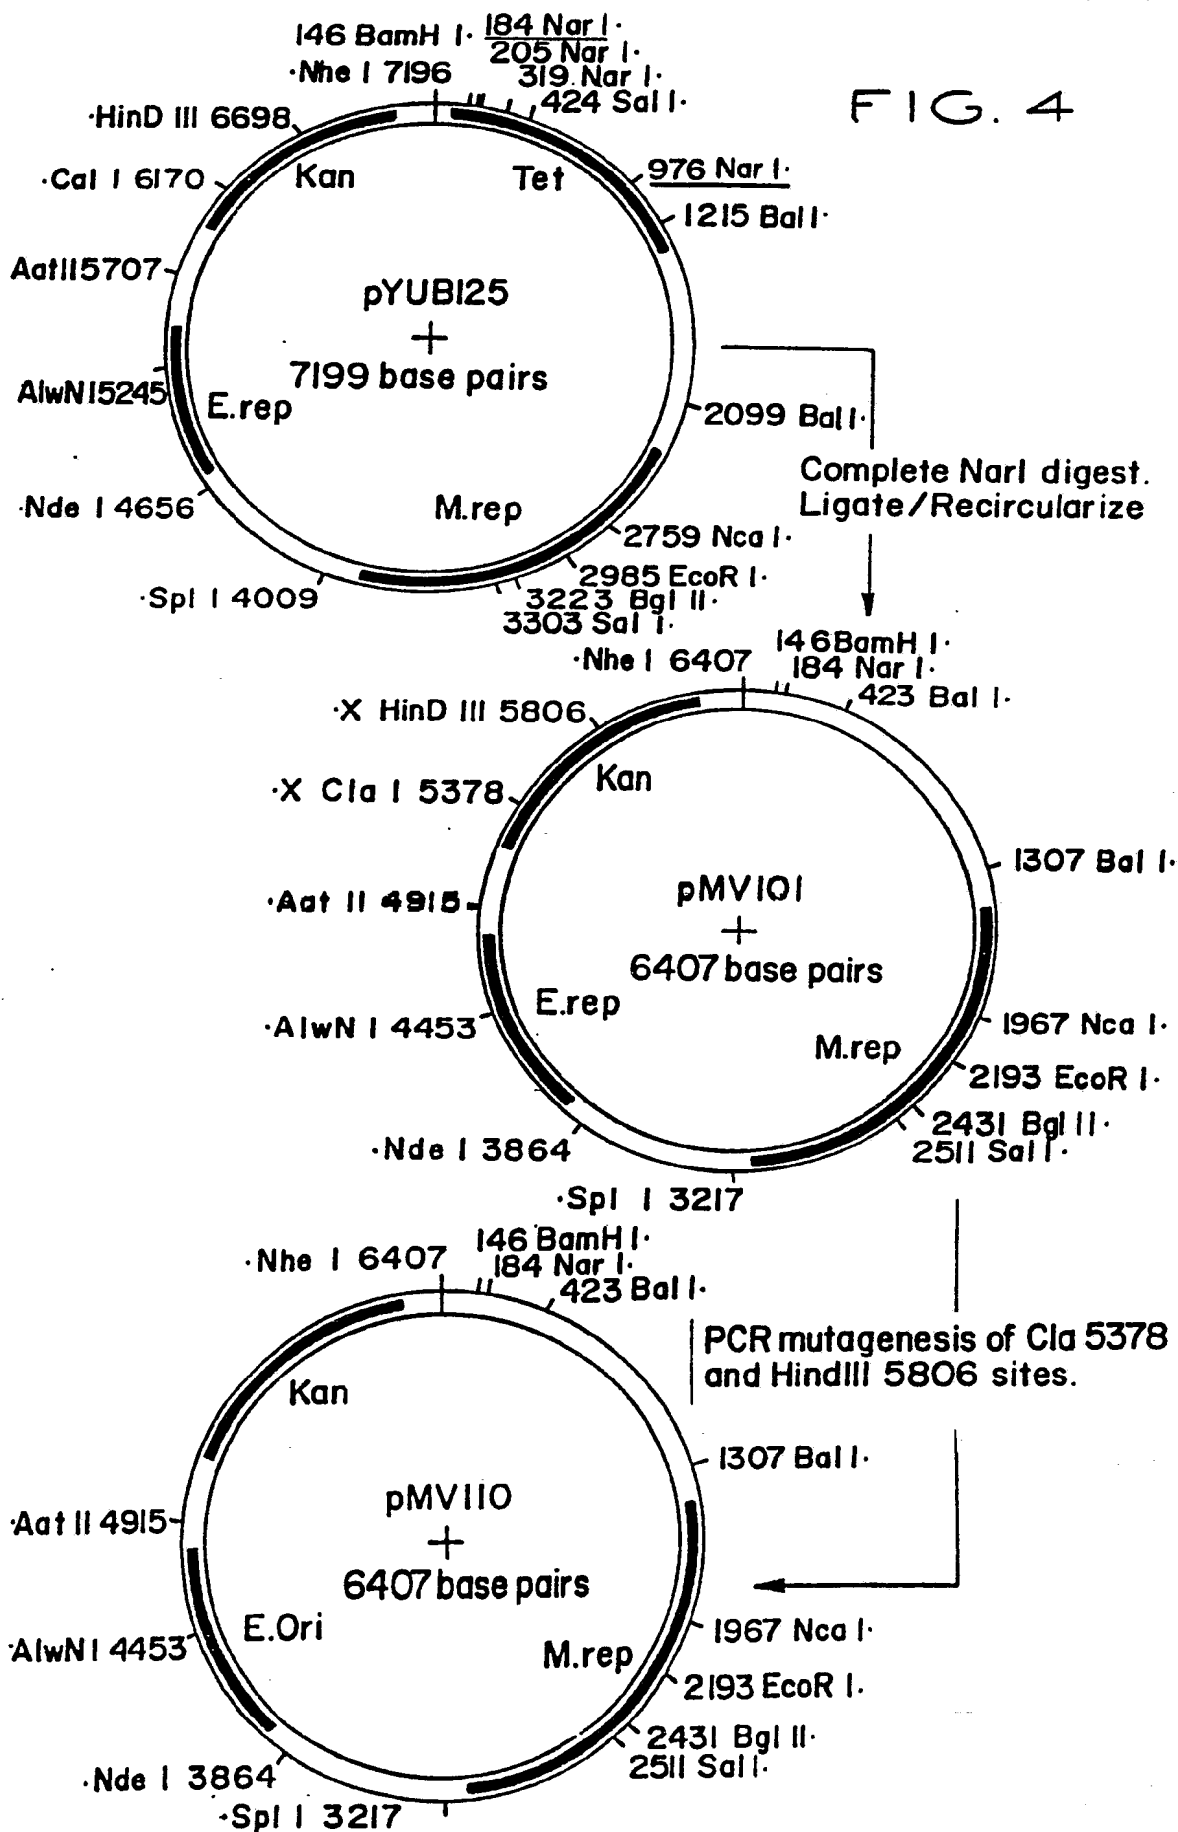 FIG. 4
146 BamH I·
184 Nar I·
205 Nar I·
·Nhe I 7196
319 Nar I·
424 Sal I·
·HinD III 6698
·Cal I 6170
Kan
Tet
976 Nar I·
1215 Bal I·
AatII5707
pYUB125
+
7199 base pairs
AlwN15245
E.rep
2099 Bal I·
Complete NarI digest.
Ligate/Recircularize
·Nde I 4656
M.rep
2759 Nca I·
2985 EcoR I·
·Spl I 4009
3223 Bgl II·
3303 Sal I·
146BamH I·
·Nhe I 6407
184 Nar I·
423 Bal I·
·X HinD III 5806
Kan
·X Cla I 5378
1307 Bal I·
·Aat II 4915
pMV101
+
6407 base pairs
E.rep
·AlwN I 4453
M.rep
1967 Nca I·
2193 EcoR I·
2431 Bgl II·
2511 Sal I·
·Nde I 3864
·Spl I 3217
146 BamH I·
·Nhe I 6407
184 Nar I·
423 Bal I·
PCR mutagenesis of Cla 5378
and HindIII 5806 sites.
Kan
1307 Bal I·
·Aat II 4915
pMV110
+
6407 base pairs
E.Ori
·AlwN I 4453
M.rep
1967 Nca I·
2193 EcoR I·
2431 Bgl II·
2511 Sal I·
·Nde I 3864
·Spl I 3217